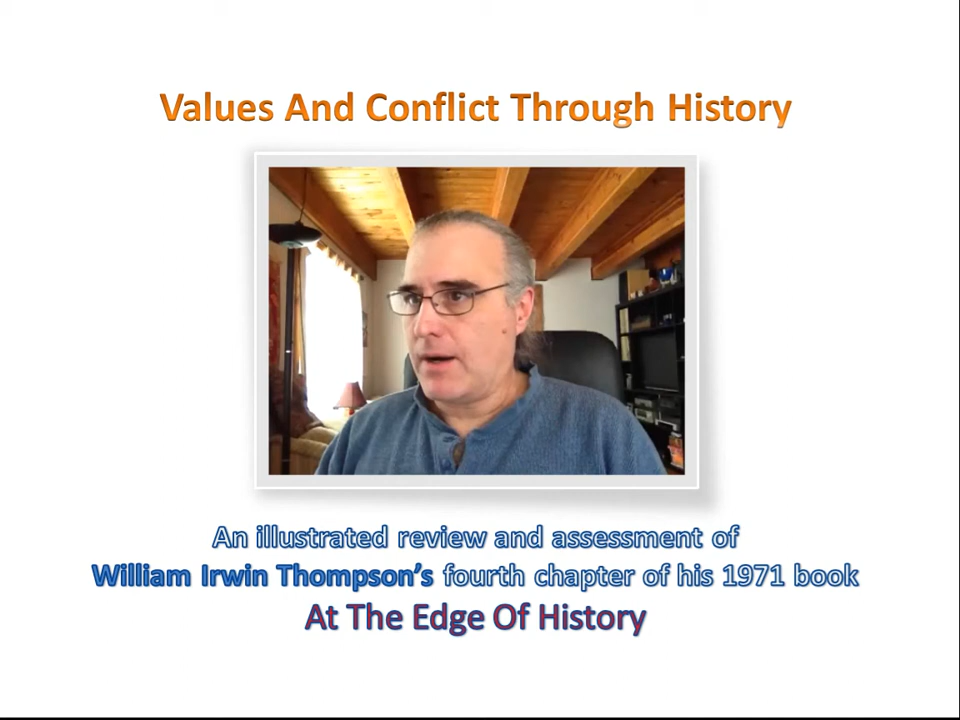 Values And Conflict Through History
An illustrated review and assessment of
William Irwin Thompson's fourth chapter of his 1971 book
At The Edge Of History